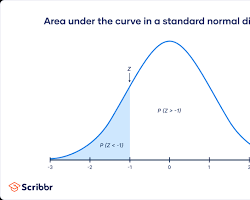 Area under the curve in a standard normal di
Z
P (Z > -1)
P (Z < -1)
-3 -2 -1 0 1 2
Scribbr